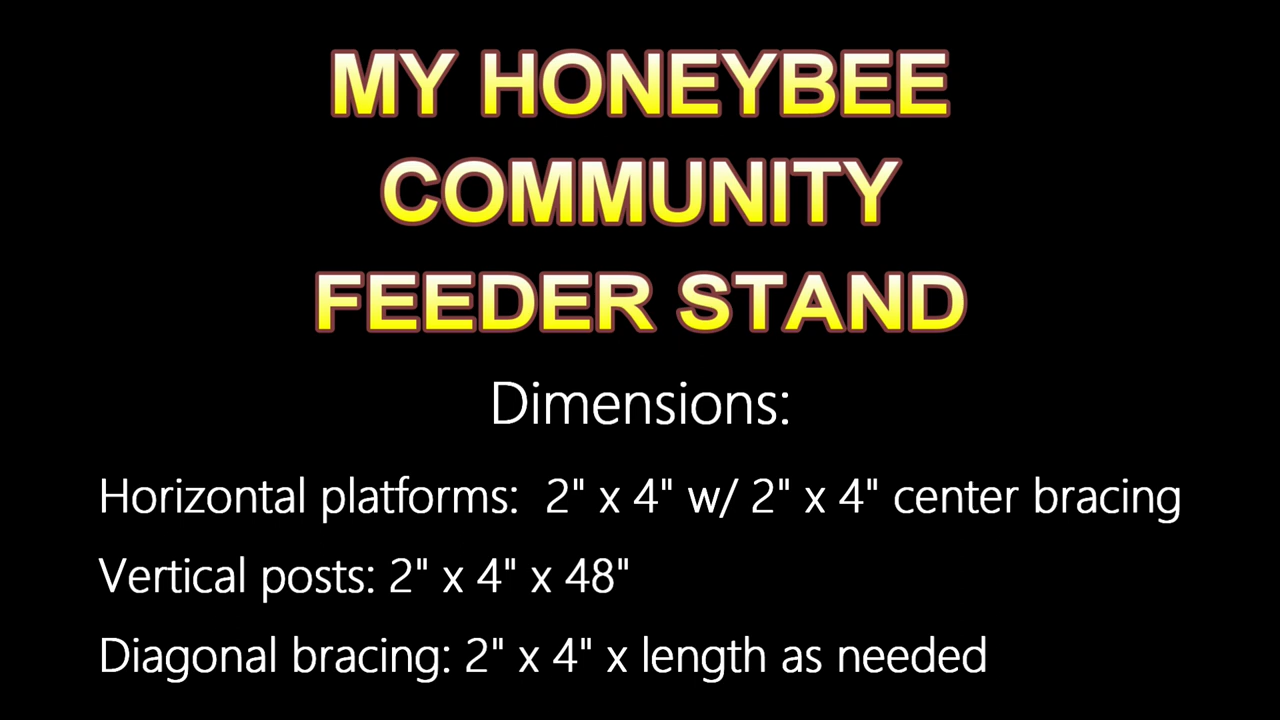 MY HONEYBEE
COMMUNITY
FEEDER STAND
Dimensions:
Horizontal platforms:  2" x 4" w/ 2" x 4" center bracing
Vertical posts: 2" x 4" x 48"
Diagonal bracing: 2" x 4" x length as needed